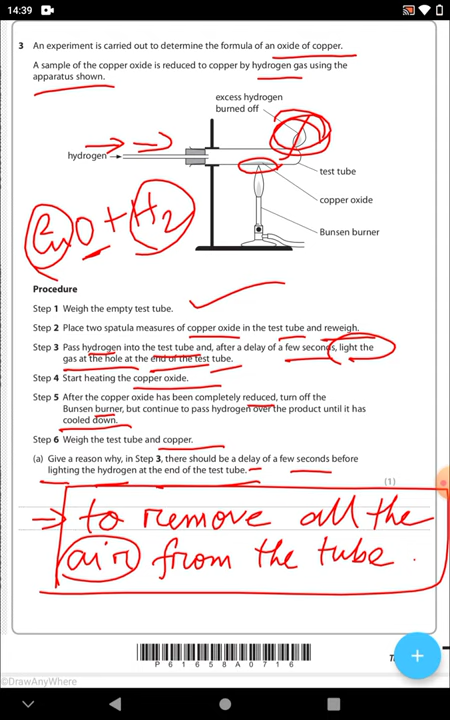 14:39
3 An experiment is carried out to determine the formula of an oxide of copper.
A sample of the copper oxide is reduced to copper by hydrogen gas using the
apparatus shown.
excess hydrogen
burned off
hydrogen
test tube
copper oxide
Bunsen burner
CuO + H2
Procedure
Step 1 Weigh the empty test tube.
Step 2 Place two spatula measures of copper oxide in the test tube and reweigh.
Step 3 Pass hydrogen into the test tube and, after a delay of a few seconds, light the
gas at the hole at the end of the test tube.
Step 4 Start heating the copper oxide.
Step 5 After the copper oxide has been completely reduced, turn off the
Bunsen burner, but continue to pass hydrogen over the product until it has
cooled down.
Step 6 Weigh the test tube and copper.
(a) Give a reason why, in Step 3, there should be a delay of a few seconds before
lighting the hydrogen at the end of the test tube.
(1)
⇒ to remove all the
air from the tube.
P 6 1 6 5 8 A 0 7 1 6
©DrawAnyWhere